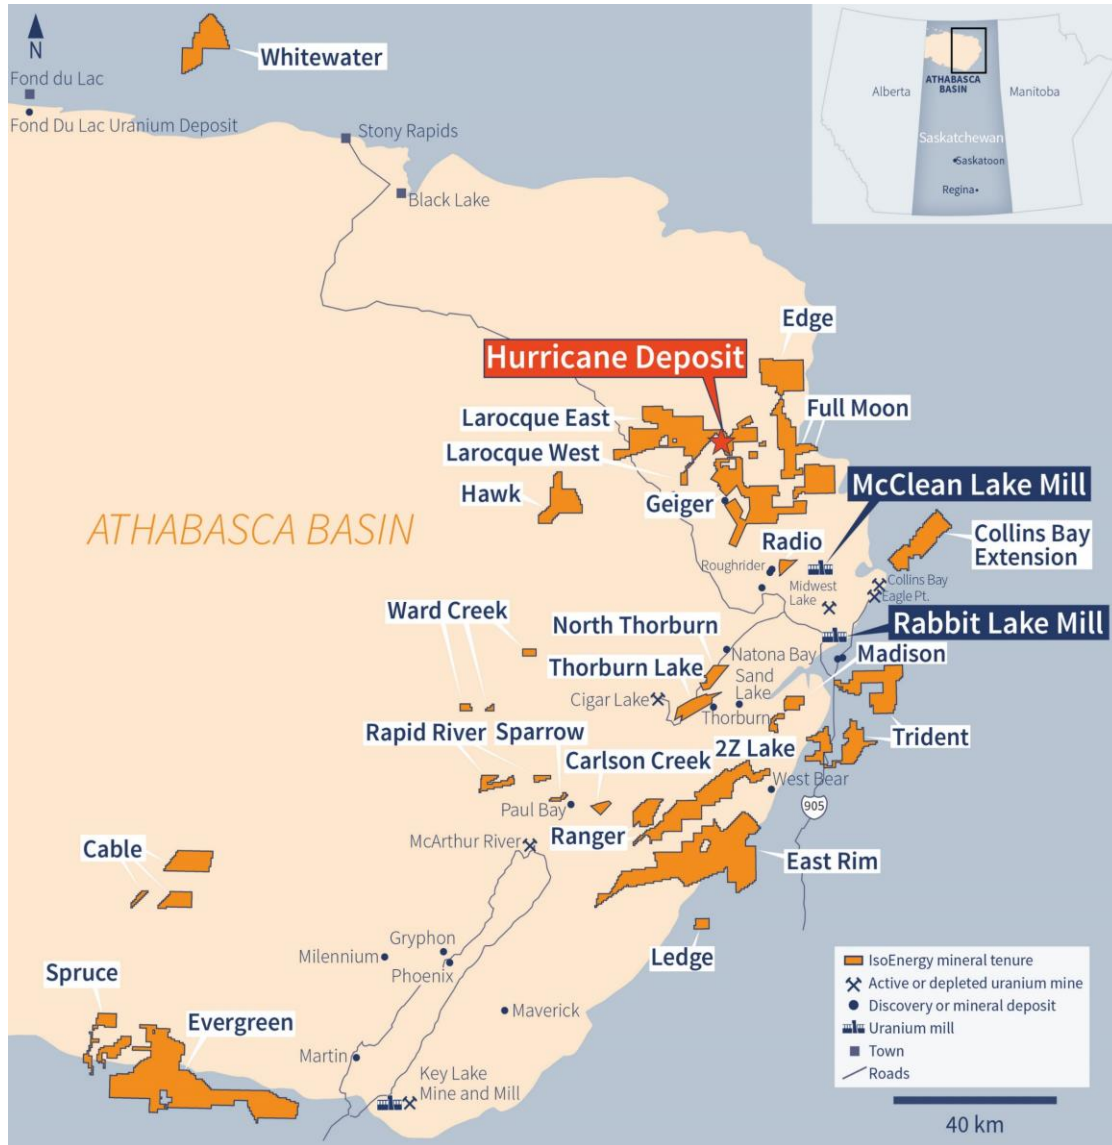 N
Whitewater
Fond du Lac
Fond Du Lac Uranium Deposit
Stony Rapids
Black Lake
Alberta
ATHABASCA
BASIN
Manitoba
Saskatchewan
Saskatoon
Regina
Edge
Hurricane Deposit
Full Moon
Larocque East
Larocque West
Hawk
Geiger
McClean Lake Mill
ATHABASCA BASIN
Collins Bay
Extension
Radio
Roughrider
Midwest
Lake
Collins Bay
Eagle Pt.
Ward Creek
North Thorburn
Rabbit Lake Mill
Thorburn Lake
Natona Bay
Madison
Sand
Lake
Cigar Lake
Thorburn
Rapid River
Sparrow
2Z Lake
Trident
Carlson Creek
West Bear
Paul Bay
905
Ranger
McArthur River
Cable
East Rim
Gryphon
Milennium
Phoenix
Ledge
Spruce
Evergreen
Maverick
Martin
Key Lake
Mine and Mill
IsoEnergy mineral tenure
Active or depleted uranium mine
Discovery or mineral deposit
Uranium mill
Town
Roads
40 km